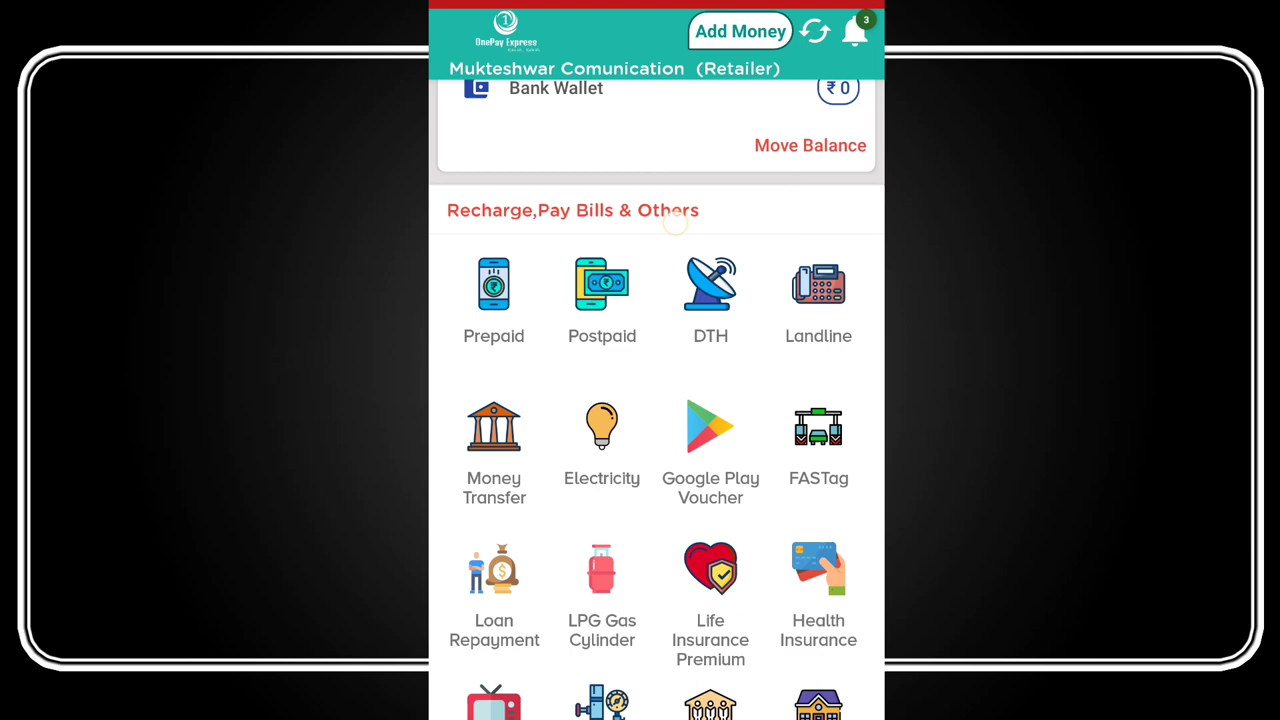 OnePay Express
Add Money
3
Mukteshwar Comunication (Retailer)
Bank Wallet
₹ 0
Move Balance
Recharge,Pay Bills & Others
Prepaid
Postpaid
DTH
Landline
Money
Transfer
Electricity
Google Play
Voucher
FASTag
Loan
Repayment
LPG Gas
Cylinder
Life
Insurance
Premium
Health
Insurance